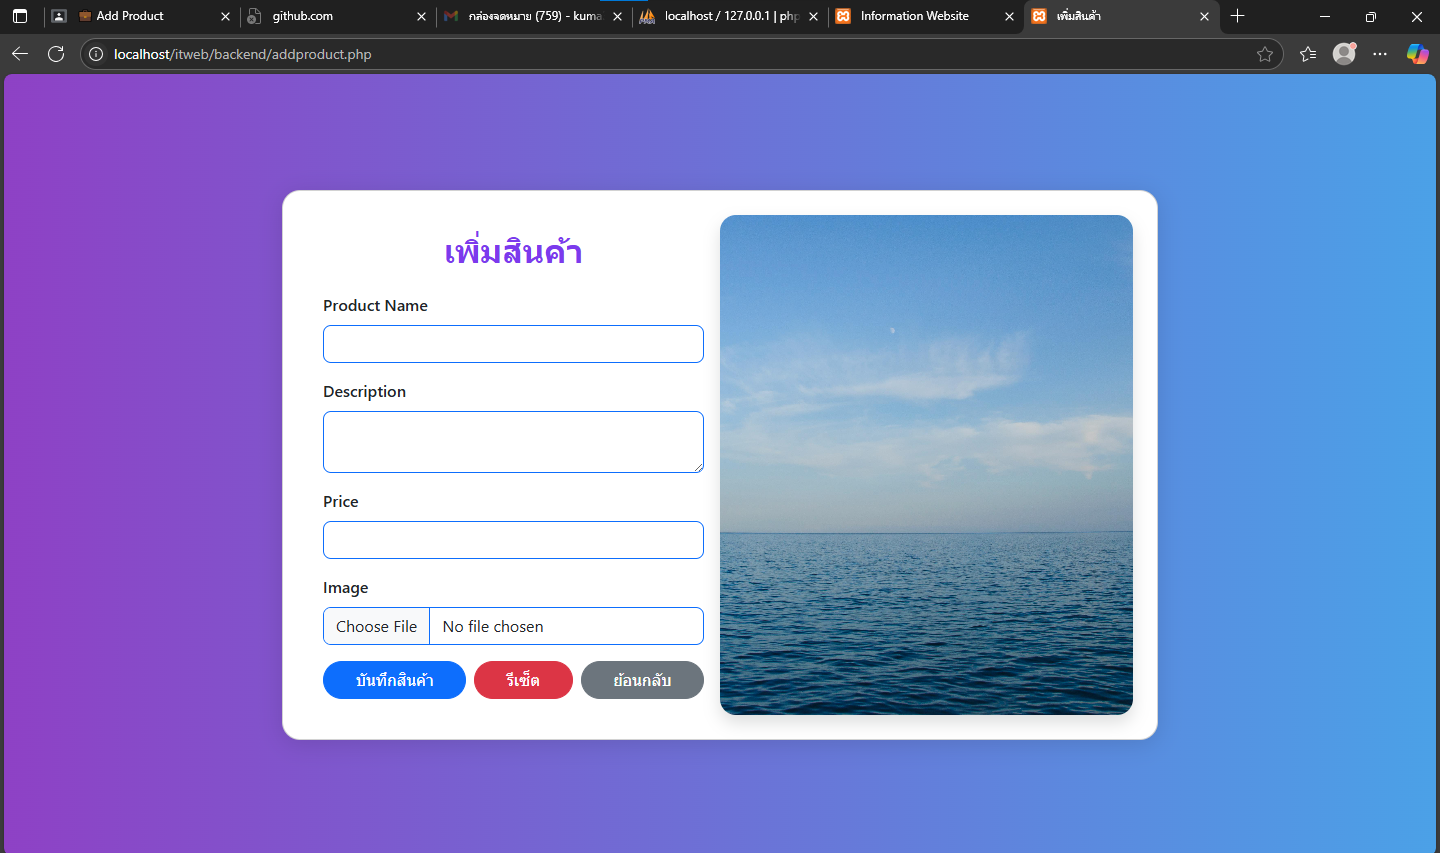 Add Product
github.com
กล่องจดหมาย (759) - kuma
localhost / 127.0.0.1 | php
Information Website
เพิ่มสินค้า
localhost/itweb/backend/addproduct.php
เพิ่มสินค้า
Product Name
Description
Price
Image
Choose File No file chosen
บันทึกสินค้า รีเซ็ต ย้อนกลับ